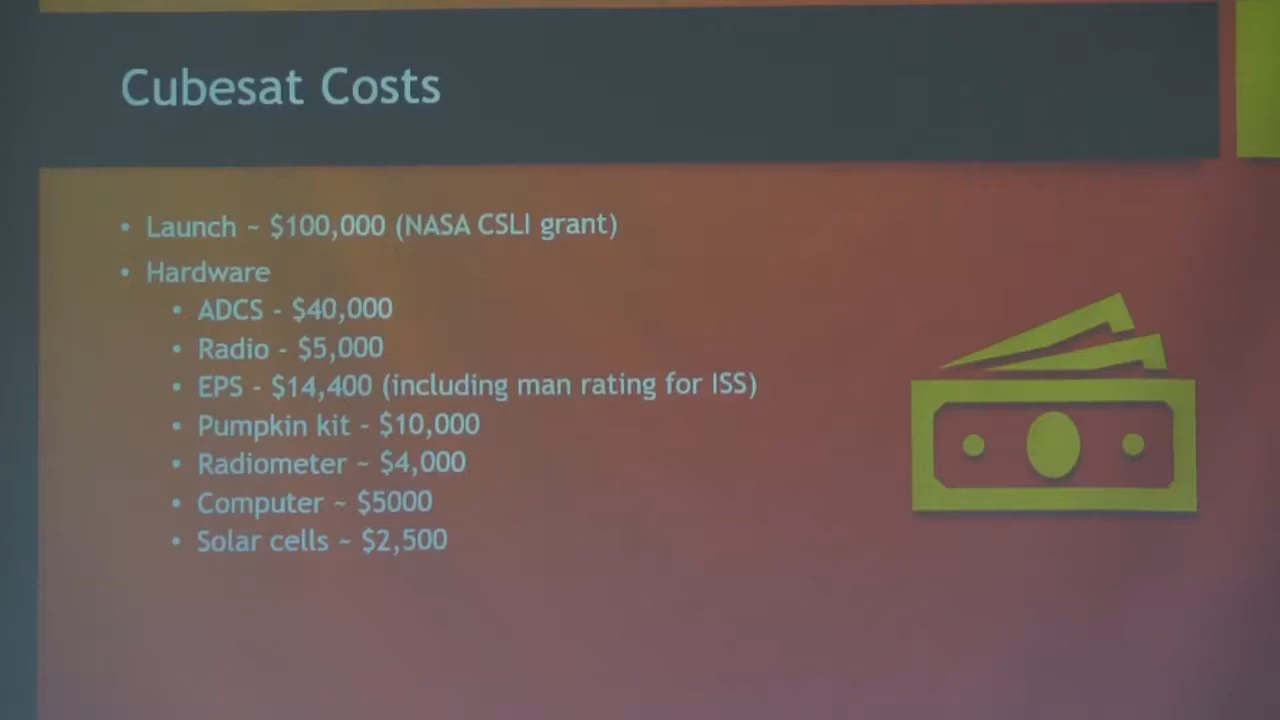 Cubesat Costs
• Launch ~ $100,000 (NASA CSLI grant)
• Hardware
• ADCS - $40,000
• Radio - $5,000
• EPS - $14,400 (including man rating for ISS)
• Pumpkin kit - $10,000
• Radiometer ~ $4,000
• Computer ~ $5000
• Solar cells ~ $2,500